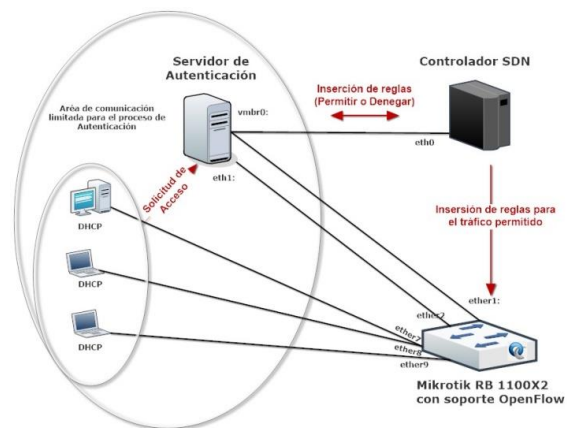 Servidor de
Autenticación
Controlador SDN
Aréa de comunicación
limitada para el proceso de
Autenticación
vmbr0:
Inserción de reglas
(Permitir o Denegar)
eth0
eth1:
Solicitud de
Acceso
DHCP
DHCP
DHCP
Insersión de reglas para
el tráfico permitido
ether1:
ether2
ether7
ether8
ether9
Mikrotik RB 1100X2
con soporte OpenFlow